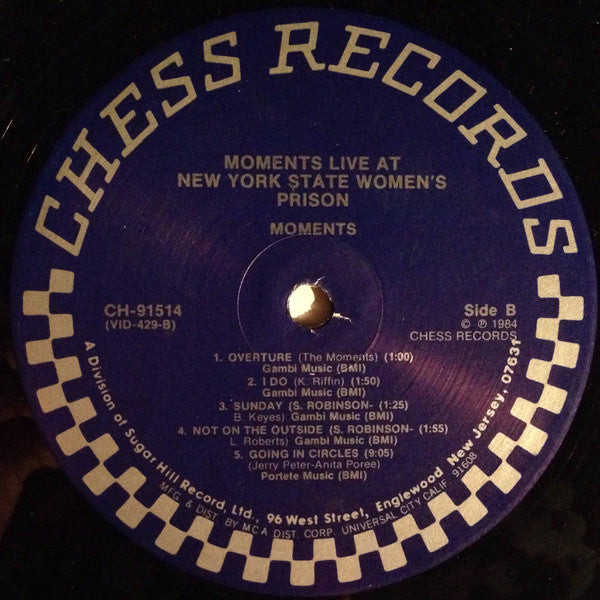 CHESS RECORDS
MOMENTS LIVE AT
NEW YORK STATE WOMEN'S
PRISON
MOMENTS
CH-91514
(VID-429-B)
Side B
© ℗ 1984
CHESS RECORDS
1. OVERTURE (The Moments) (1:00)
Gambi Music (BMI)
2. I DO (K. Riffin) (1:50)
Gambi Music (BMI)
3. SUNDAY (S. ROBINSON- (1:25)
B. Keyes) Gambi Music (BMI)
4. NOT ON THE OUTSIDE (S. ROBINSON- (1:55)
L. Roberts) Gambi Music (BMI)
5. GOING IN CIRCLES (9:05)
(Jerry Peter-Anita Poree)
Portete Music (BMI)
A Division of Sugar Hill Record, Ltd., 96 West Street, Englewood New Jersey, 07631
MFG. & DIST. BY MCA DIST. CORP. UNIVERSAL CITY CALIF. 91608